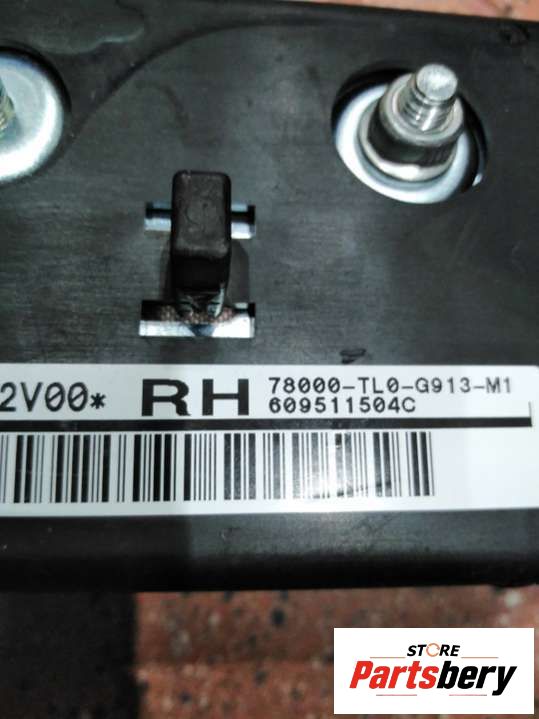 2V00* RH 78000-TL0-G913-M1
609511504C
STORE
Partsbery